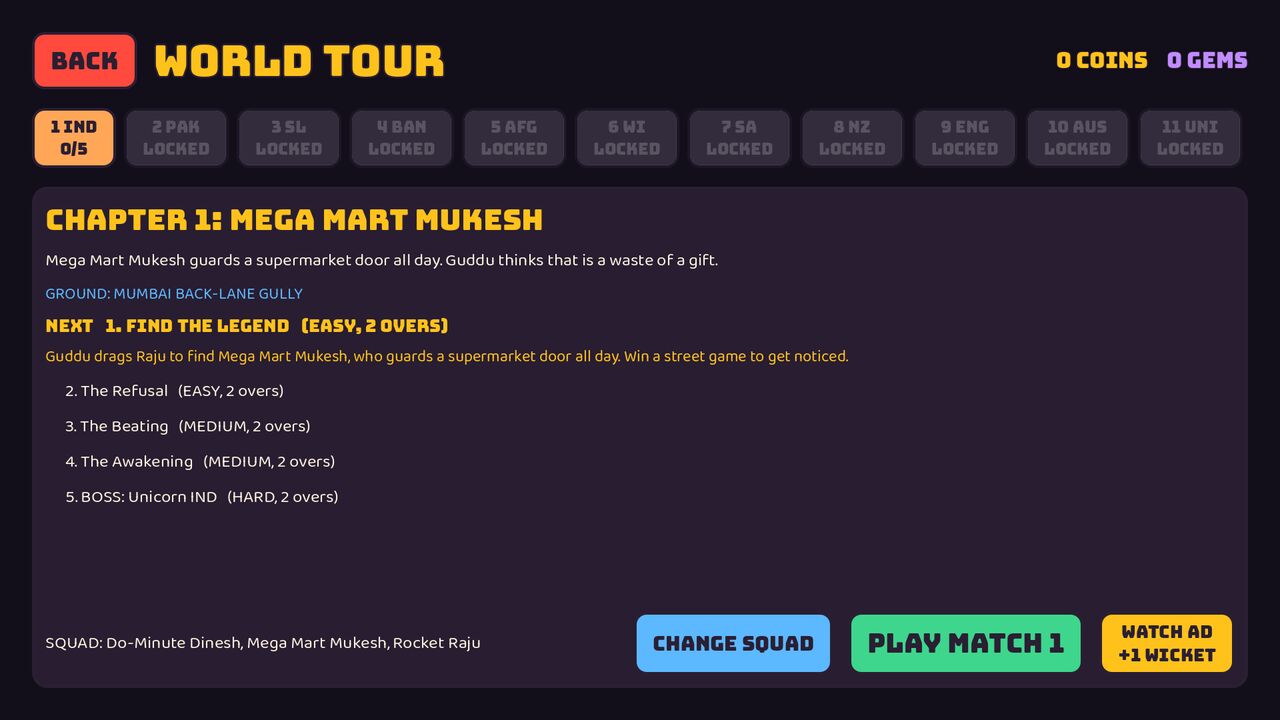 BACK
WORLD TOUR
0 COINS 0 GEMS
1 IND
0/5
2 PAK
LOCKED
3 SL
LOCKED
4 BAN
LOCKED
5 AFG
LOCKED
6 WI
LOCKED
7 SA
LOCKED
8 NZ
LOCKED
9 ENG
LOCKED
10 AUS
LOCKED
11 UNI
LOCKED
CHAPTER 1: MEGA MART MUKESH
Mega Mart Mukesh guards a supermarket door all day. Guddu thinks that is a waste of a gift.
GROUND: MUMBAI BACK-LANE GULLY
NEXT 1. FIND THE LEGEND (EASY, 2 OVERS)
Guddu drags Raju to find Mega Mart Mukesh, who guards a supermarket door all day. Win a street game to get noticed.
2. The Refusal (EASY, 2 overs)
3. The Beating (MEDIUM, 2 overs)
4. The Awakening (MEDIUM, 2 overs)
5. BOSS: Unicorn IND (HARD, 2 overs)
SQUAD: Do-Minute Dinesh, Mega Mart Mukesh, Rocket Raju
CHANGE SQUAD
PLAY MATCH 1
WATCH AD
+1 WICKET